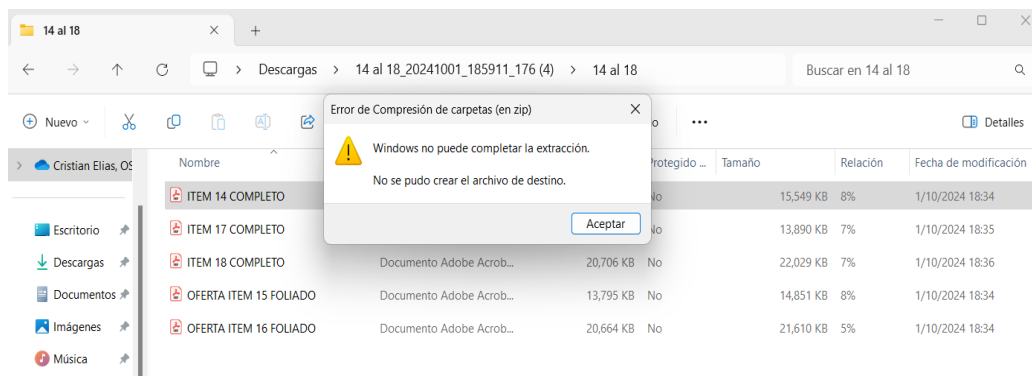 14 al 18
Descargas > 14 al 18_20241001_185911_176 (4) > 14 al 18
Buscar en 14 al 18
Nuevo
Detalles
Error de Compresión de carpetas (en zip)
Windows no puede completar la extracción.
No se pudo crear el archivo de destino.
Aceptar
Cristian Elias, OS
Nombre Protegido ... Tamaño Relación Fecha de modificación
ITEM 14 COMPLETO No 15,549 KB 8% 1/10/2024 18:34
ITEM 17 COMPLETO No 13,890 KB 7% 1/10/2024 18:35
ITEM 18 COMPLETO Documento Adobe Acrob... 20,706 KB No 22,029 KB 7% 1/10/2024 18:36
OFERTA ITEM 15 FOLIADO Documento Adobe Acrob... 13,795 KB No 14,851 KB 8% 1/10/2024 18:34
OFERTA ITEM 16 FOLIADO Documento Adobe Acrob... 20,664 KB No 21,610 KB 5% 1/10/2024 18:34
Escritorio
Descargas
Documentos
Imágenes
Música